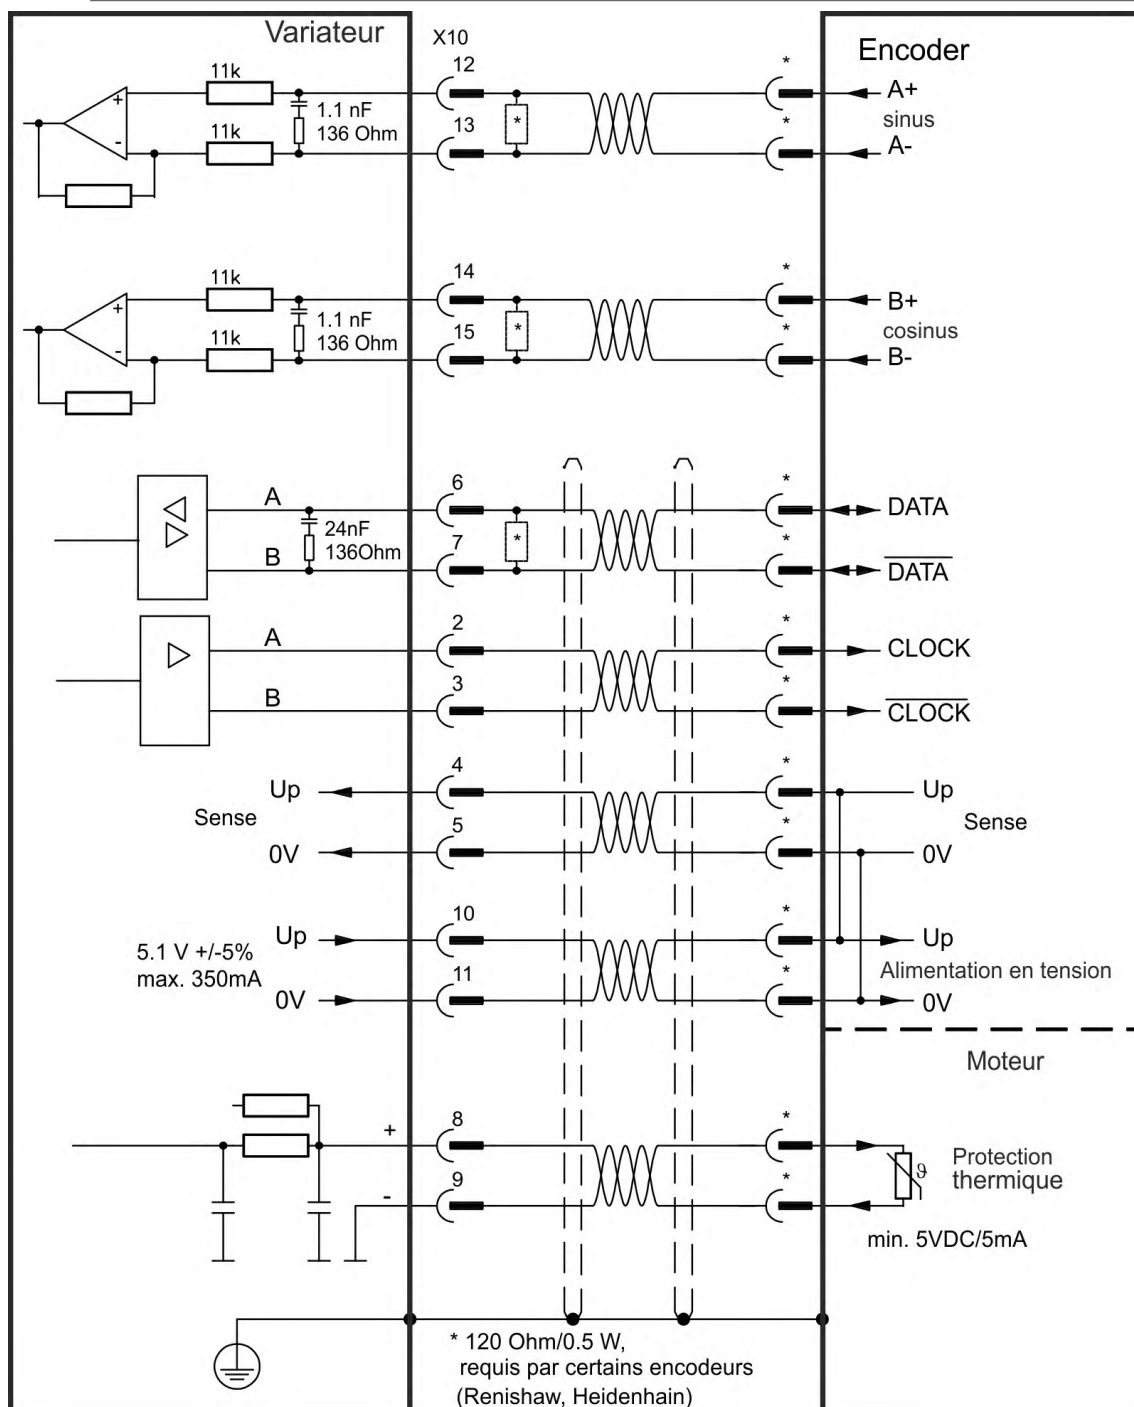 Variateur
X10
Encoder
12
*
11k
+
1.1 nF
136 Ohm
*
A+
sinus
13
*
11k
-
A-
14
*
11k
+
1.1 nF
136 Ohm
*
B+
cosinus
15
*
11k
-
B-
6
*
A
24nF
136Ohm
*
DATA
7
*
B
DATA
2
*
A
CLOCK
3
*
B
CLOCK
4
*
Up
Up
Sense
Sense
5
*
0V
0V
10
*
Up
Up
5.1 V +/-5%
max. 350mA
Alimentation en tension
11
*
0V
0V
Moteur
8
*
+
Protection
thermique
ϑ
9
*
-
min. 5VDC/5mA
* 120 Ohm/0.5 W,
requis par certains encodeurs
(Renishaw, Heidenhain)